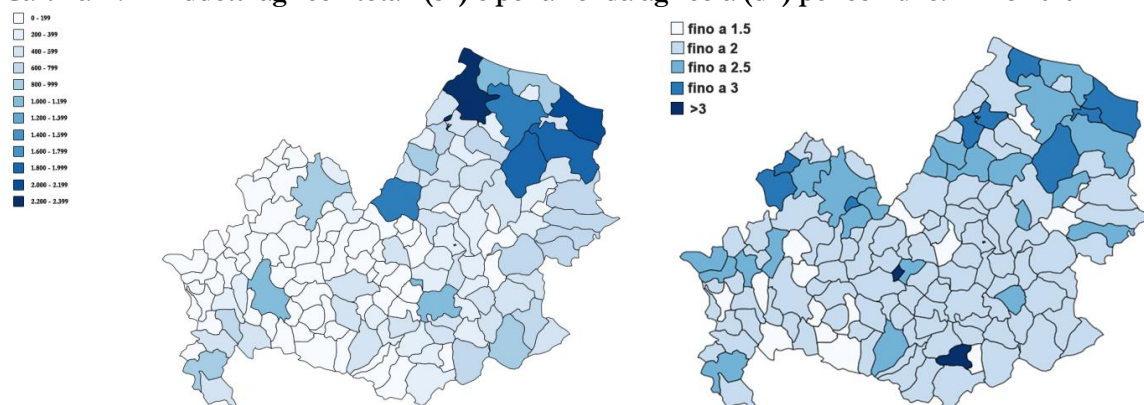 0 - 199
200 - 399
400 - 599
600 - 799
800 - 999
1.000 - 1.199
1.200 - 1.399
1.400 - 1.599
1.600 - 1.799
1.800 - 1.999
2.000 - 2.199
2.200 - 2.399
fino a 1.5
fino a 2
fino a 2.5
fino a 3
>3